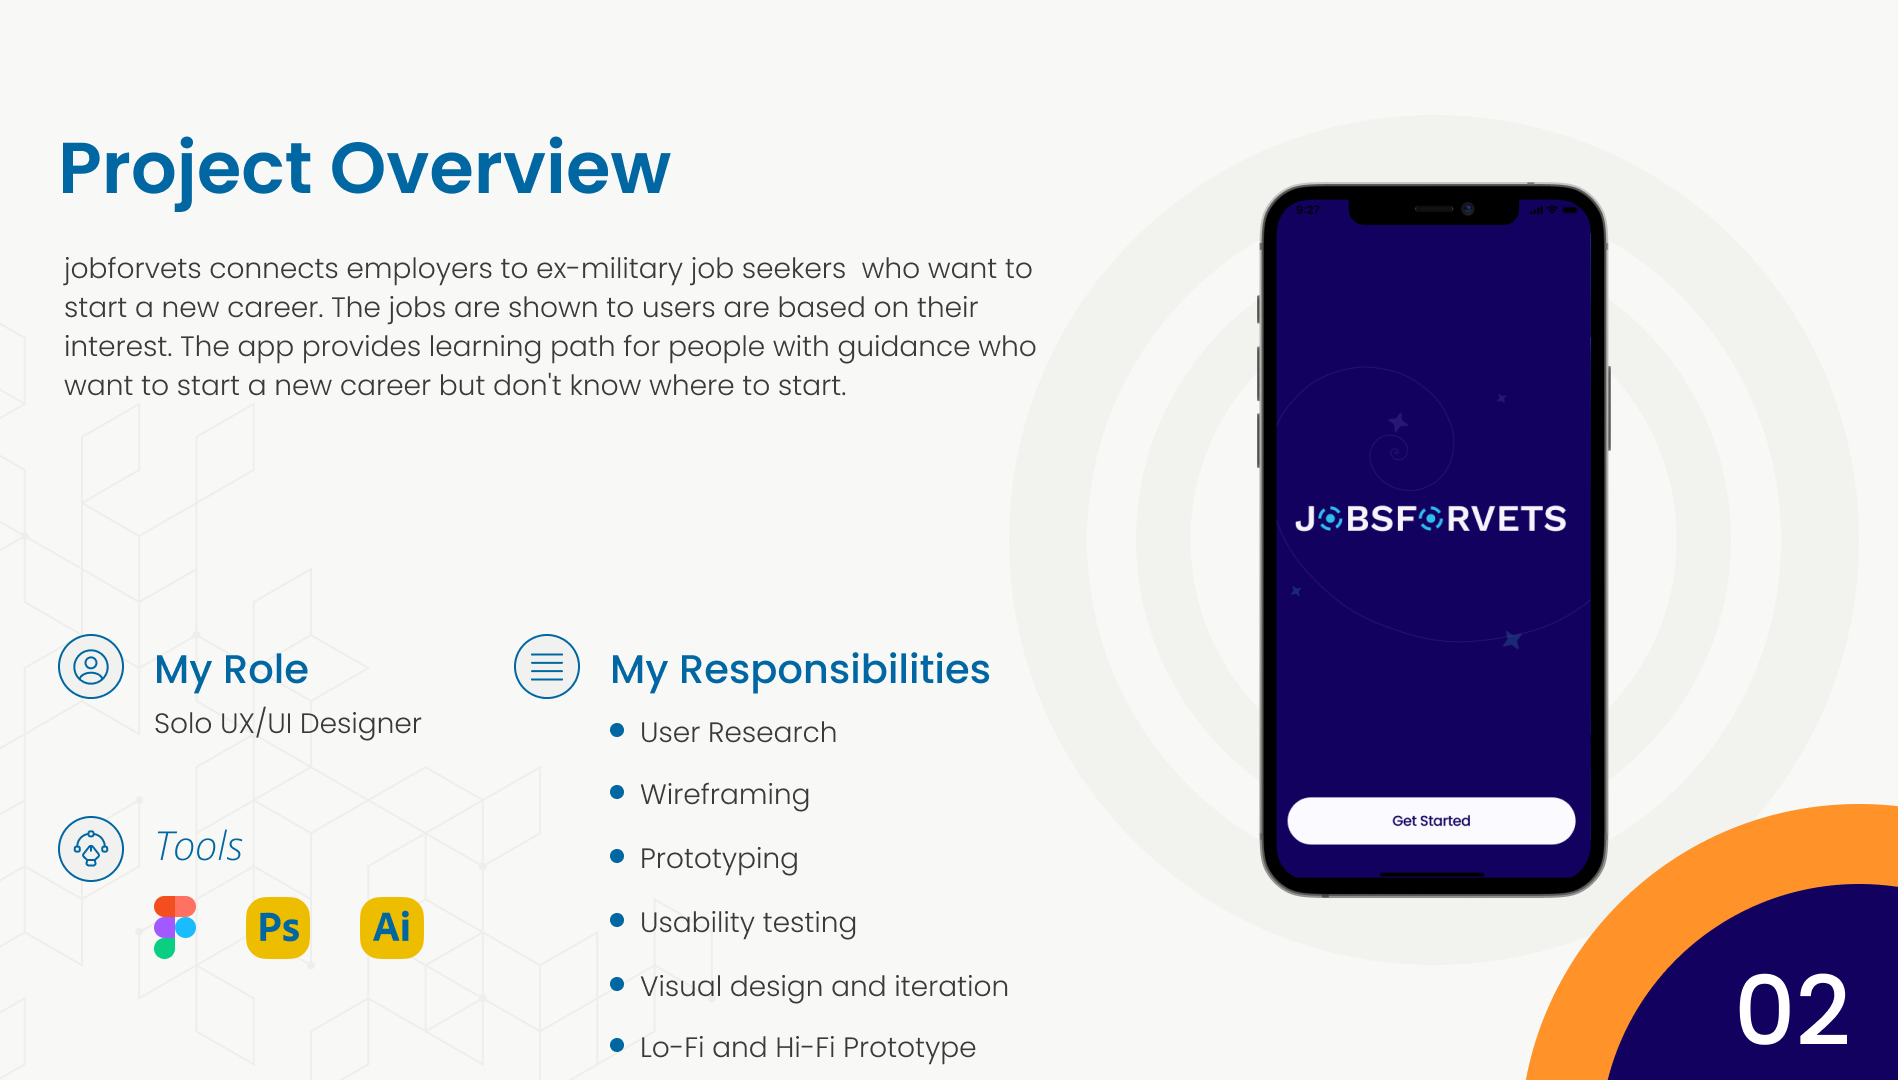 Project Overview
jobforvets connects employers to ex-military job seekers  who want to
start a new career. The jobs are shown to users are based on their
interest. The app provides learning path for people with guidance who
want to start a new career but don't know where to start.
My Role
Solo UX/UI Designer
Tools
Ps
Ai
My Responsibilities
User Research
Wireframing
Prototyping
Usability testing
Visual design and iteration
Lo-Fi and Hi-Fi Prototype
9:27
JOBSFORVETS
Get Started
02